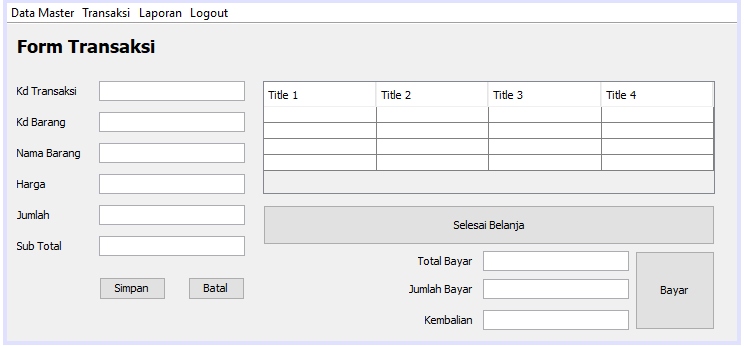 Data Master Transaksi Laporan Logout
Form Transaksi
Kd Transaksi
Kd Barang
Nama Barang
Harga
Jumlah
Sub Total
Simpan Batal
Title 1 Title 2 Title 3 Title 4
Selesai Belanja
Total Bayar
Jumlah Bayar
Kembalian
Bayar